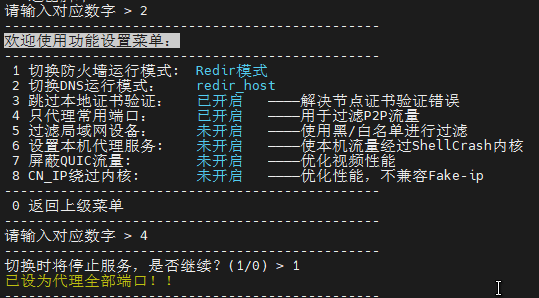 请输入对应数字 > 2
-----------------------------------------------
欢迎使用功能设置菜单：
-----------------------------------------------
1 切换防火墙运行模式: Redir模式
2 切换DNS运行模式: redir_host
3 跳过本地证书验证: 已开启 ————解决节点证书验证错误
4 只代理常用端口: 已开启 ————用于过滤P2P流量
5 过滤局域网设备: 未开启 ————使用黑/白名单进行过滤
6 设置本机代理服务: 未开启 ————使本机流量经过ShellCrash内核
7 屏蔽QUIC流量: 未开启 ————优化视频性能
8 CN_IP绕过内核: 未开启 ————优化性能，不兼容Fake-ip
-----------------------------------------------
0 返回上级菜单
-----------------------------------------------
请输入对应数字 > 4
-----------------------------------------------
切换时将停止服务，是否继续？(1/0) > 1
已设为代理全部端口！！
-----------------------------------------------